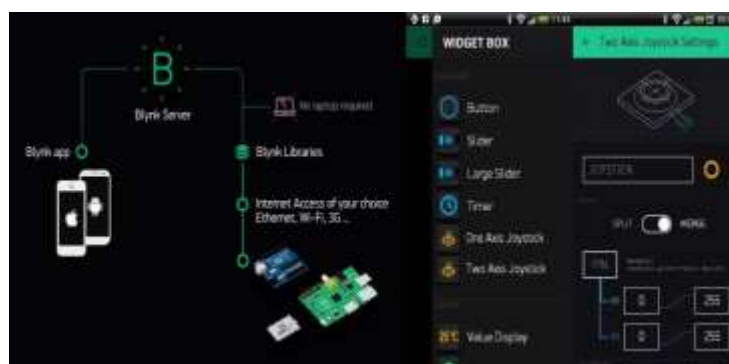 B
Blynk Server
No laptop required
Blynk app
Blynk Libraries
Internet Access of your choice
Ethernet, Wi-Fi, 3G ...
WIDGET BOX
Button
Slider
Large Slider
Timer
One Axis Joystick
Two Axis Joystick
Value Display
Two Axis Joystick Settings
JOYSTICK
SPLIT
MERGE
PIN
0
255
0
255